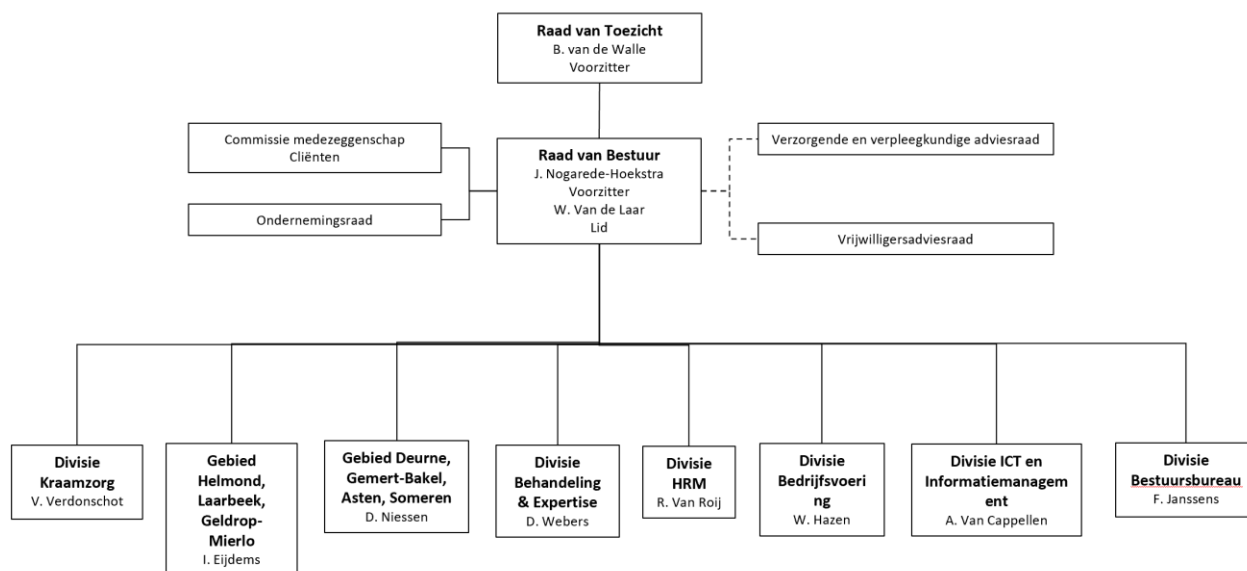 Raad van Toezicht
B. van de Walle
Voorzitter
Commissie medezeggenschap
Cliënten
Ondernemingsraad
Raad van Bestuur
J. Nogarede-Hoekstra
Voorzitter
W. Van de Laar
Lid
Verzorgende en verpleegkundige adviesraad
Vrijwilligersadviesraad
Divisie
Kraamzorg
V. Verdonschot
Gebied
Helmond,
Laarbeek,
Geldrop-
Mierlo
I. Eijdems
Gebied Deurne,
Gemert-Bakel,
Asten, Someren
D. Niessen
Divisie
Behandeling
& Expertise
D. Webers
Divisie
HRM
R. Van Roij
Divisie
Bedrijfsvoeri
ng
W. Hazen
Divisie ICT en
Informatiemanagem
ent
A. Van Cappellen
Divisie
Bestuursbureau
F. Janssens